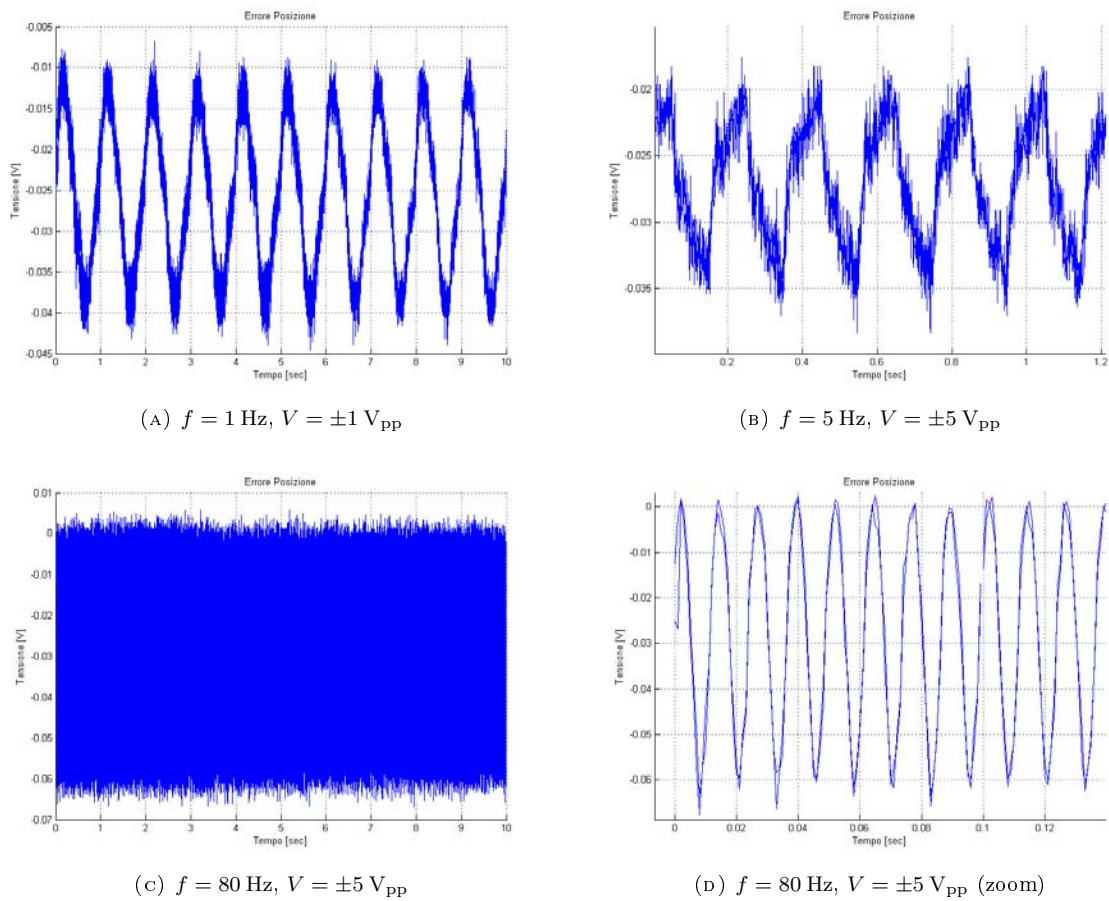 Errore Posizione
-0.005
-0.01
-0.015
-0.02
-0.025
-0.03
-0.035
-0.04
-0.045
Tensione [V]
0 1 2 3 4 5 6 7 8 9 10
Tempo [sec]
(A) f = 1 Hz, V = ±1 Vpp
Errore Posizione
-0.02
-0.025
-0.03
-0.035
Tensione [V]
0.2 0.4 0.6 0.8 1 1.2
Tempo [sec]
(B) f = 5 Hz, V = ±5 Vpp
Errore Posizione
0.01
0
-0.01
-0.02
-0.03
-0.04
-0.05
-0.06
-0.07
Tensione [V]
0 1 2 3 4 5 6 7 8 9 10
Tempo [sec]
(C) f = 80 Hz, V = ±5 Vpp
Errore Posizione
0
-0.01
-0.02
-0.03
-0.04
-0.05
-0.06
Tensione [V]
0 0.02 0.04 0.06 0.08 0.1 0.12
Tempo [sec]
(D) f = 80 Hz, V = ±5 Vpp (zoom)